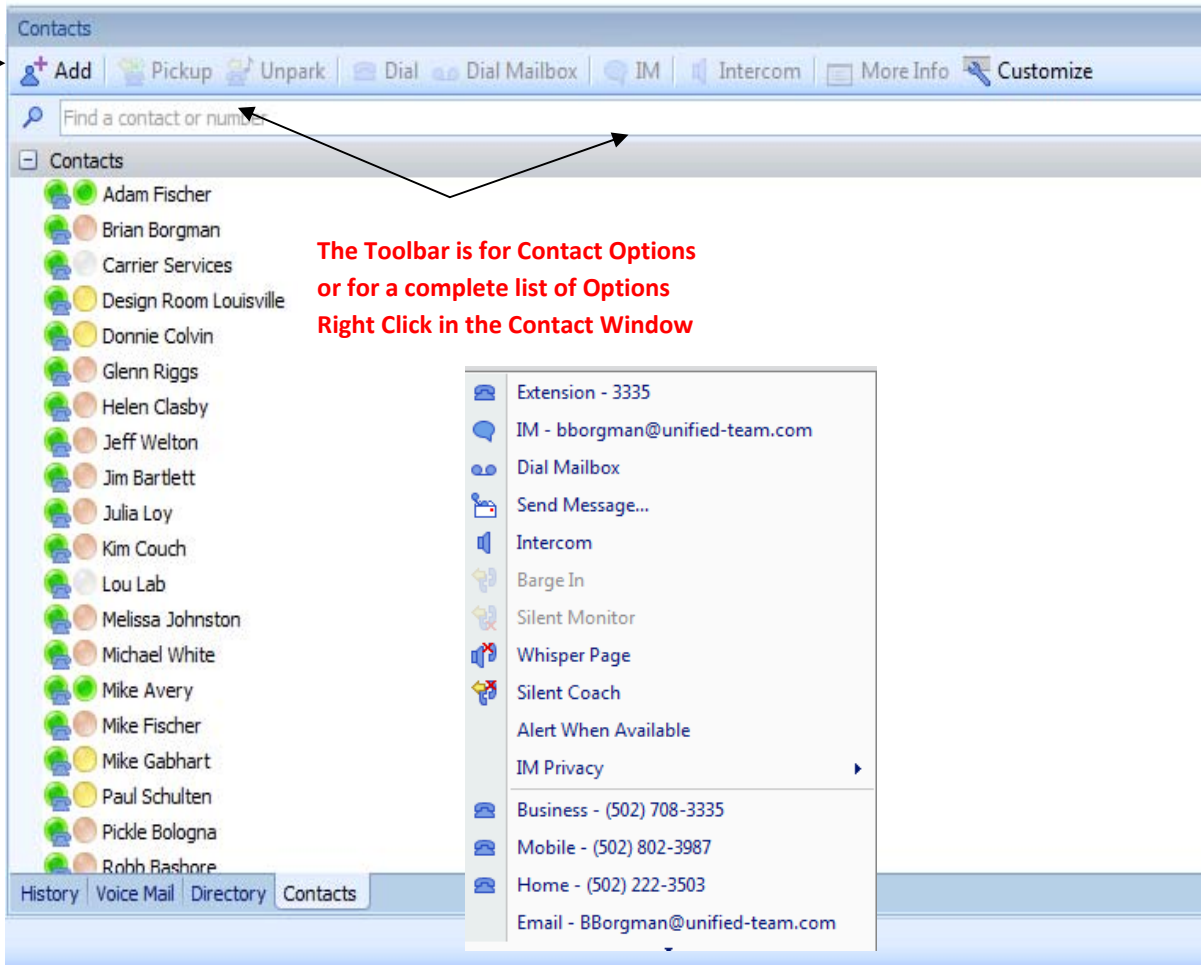 Contacts
Add Pickup Unpark Dial Dial Mailbox IM Intercom More Info Customize
Find a contact or number
Contacts
Adam Fischer
Brian Borgman
Carrier Services
Design Room Louisville
Donnie Colvin
Glenn Riggs
Helen Clasby
Jeff Welton
Jim Bartlett
Julia Loy
Kim Couch
Lou Lab
Melissa Johnston
Michael White
Mike Avery
Mike Fischer
Mike Gabhart
Paul Schulten
Pickle Bologna
Robb Bashore
The Toolbar is for Contact Options
or for a complete list of Options
Right Click in the Contact Window
Extension - 3335
IM - bborgman@unified-team.com
Dial Mailbox
Send Message...
Intercom
Barge In
Silent Monitor
Whisper Page
Silent Coach
Alert When Available
IM Privacy
Business - (502) 708-3335
Mobile - (502) 802-3987
Home - (502) 222-3503
Email - BBorgman@unified-team.com
History Voice Mail Directory Contacts